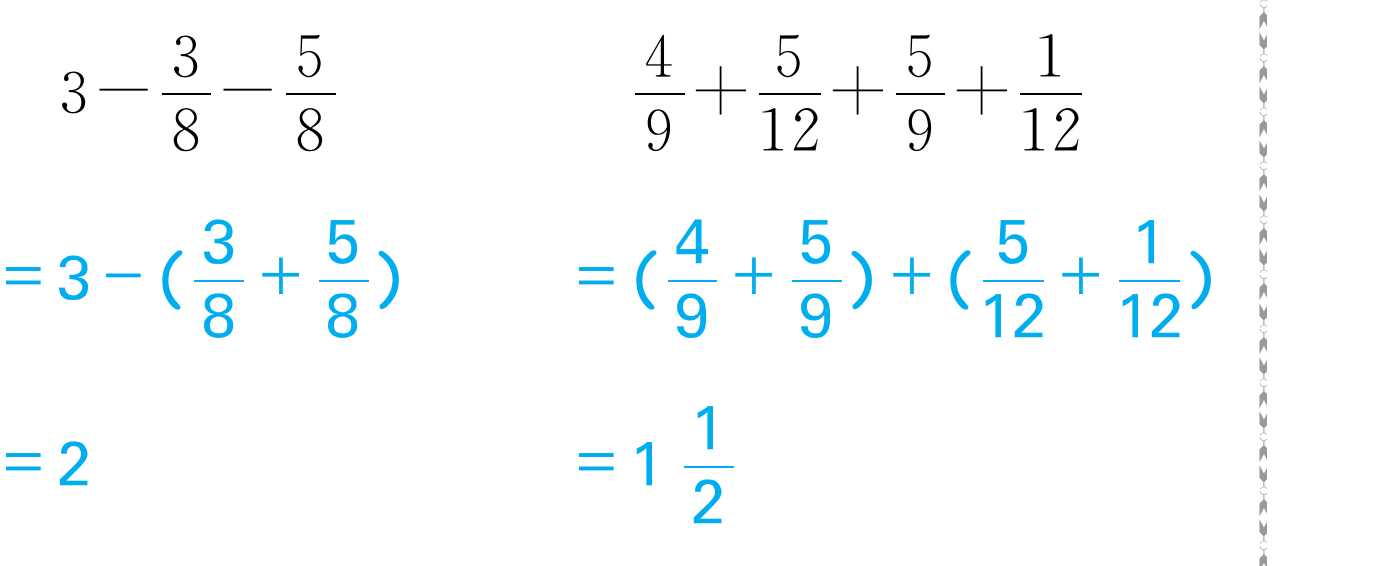 3 − 3/8 − 5/8
= 3 − (3/8 + 5/8)
= 2
4/9 + 5/12 + 5/9 + 1/12
= (4/9 + 5/9) + (5/12 + 1/12)
= 1 1/2